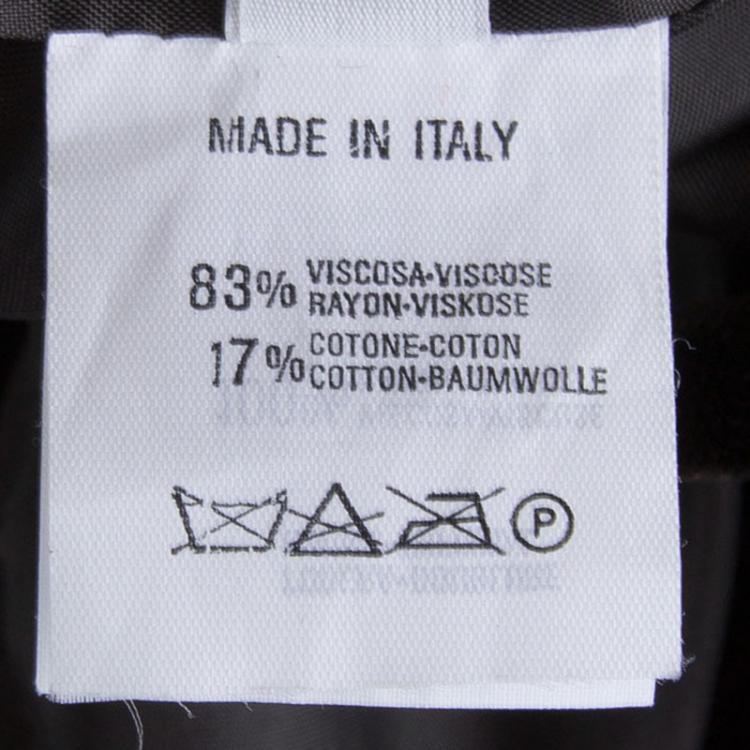 MADE IN ITALY
83% VISCOSA-VISCOSE
RAYON-VISKOSE
17% COTONE-COTON
COTTON-BAUMWOLLE
P